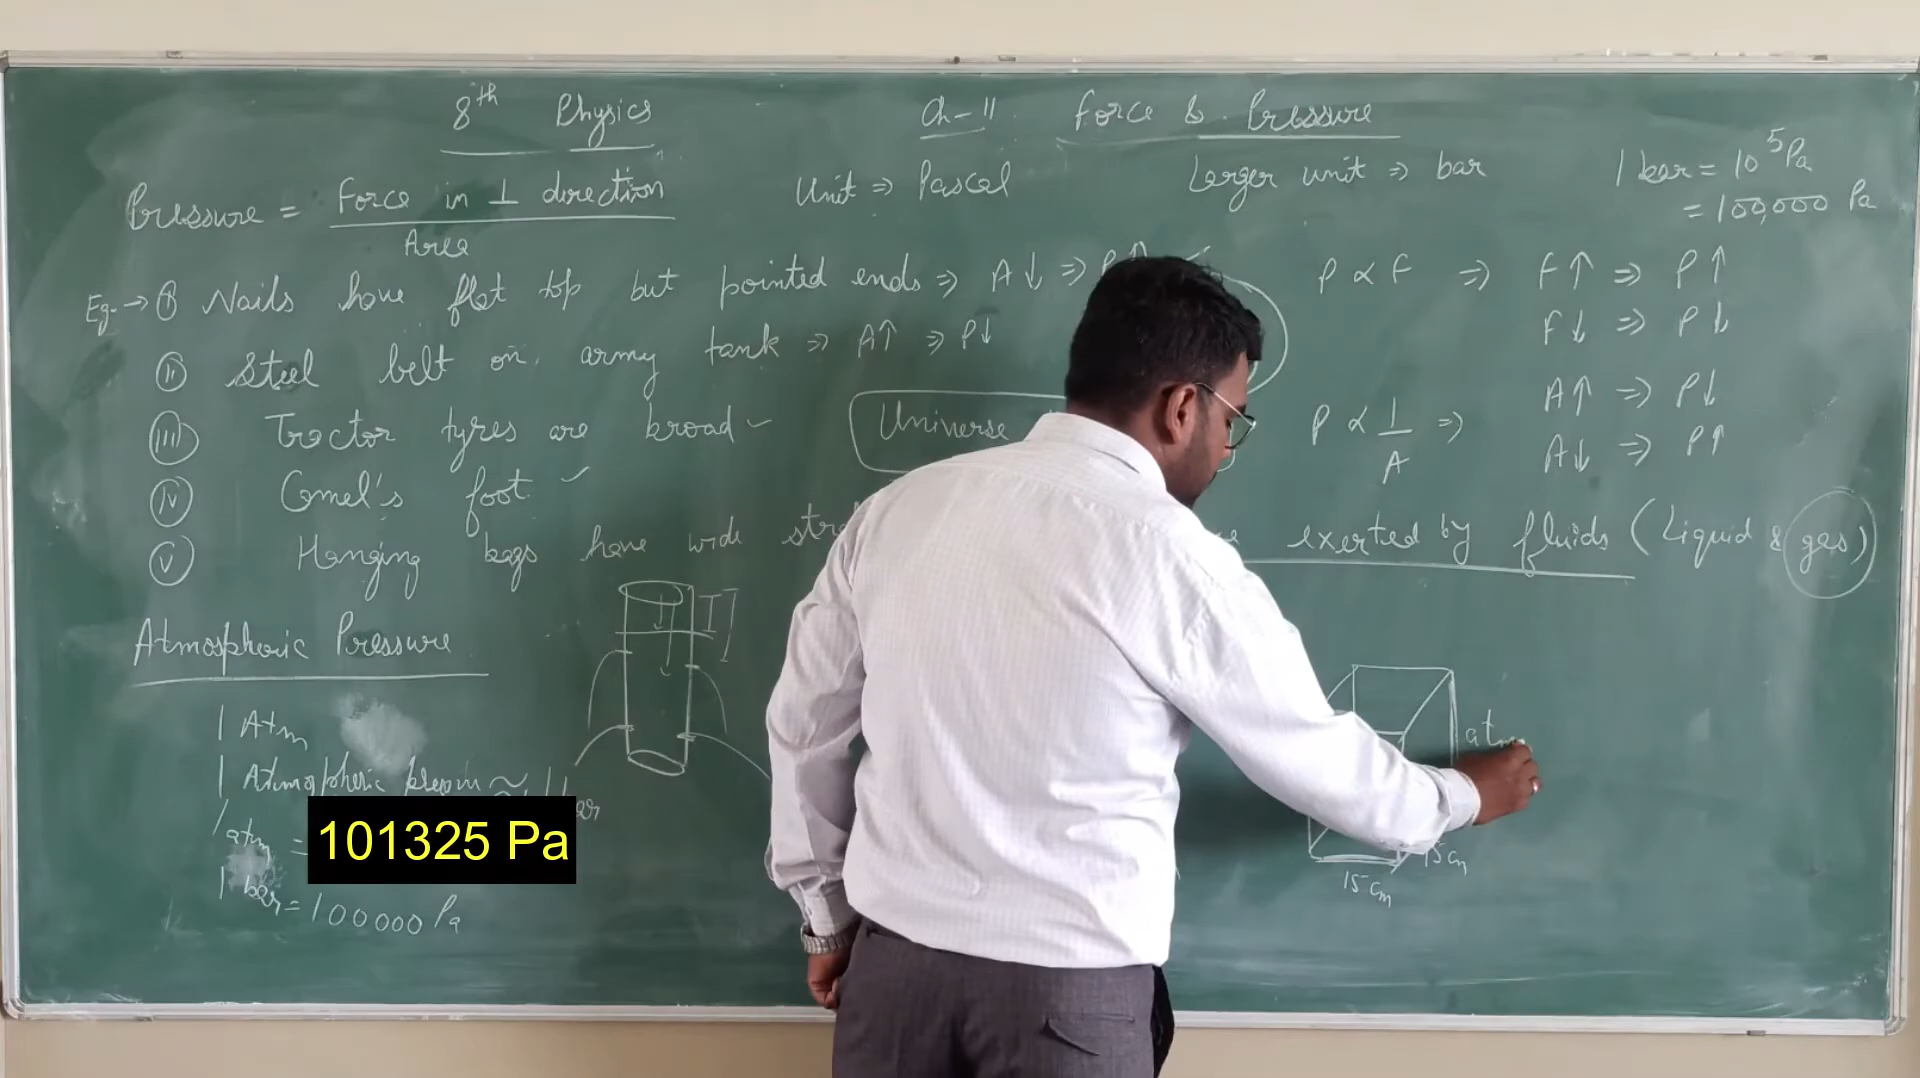 8th Physics Ch-11 Force & Pressure
Pressure = Force in ⊥ direction / Area
Unit ⇒ Pascal
Larger unit ⇒ bar
1 bar = 10^5 Pa
= 100,000 Pa
Eg. → (i) Nails have flat top but pointed ends ⇒ A↓ ⇒ P↑
(ii) Steel belt on army tank ⇒ A↑ ⇒ P↓
(iii) Tractor tyres are broad
(iv) Camel's foot
(v) Hanging bags have wide
Universe
P ∝ F ⇒ F↑ ⇒ P↑
F↓ ⇒ P↓
P ∝ 1/A ⇒ A↑ ⇒ P↓
A↓ ⇒ P↑
exerted by fluids (Liquid & gas)
Atmospheric Pressure
1 Atm
1 Atmospheric ≈ 1
1 atm = 101325 Pa
1 bar = 100000 Pa
atm
15 cm
15 cm